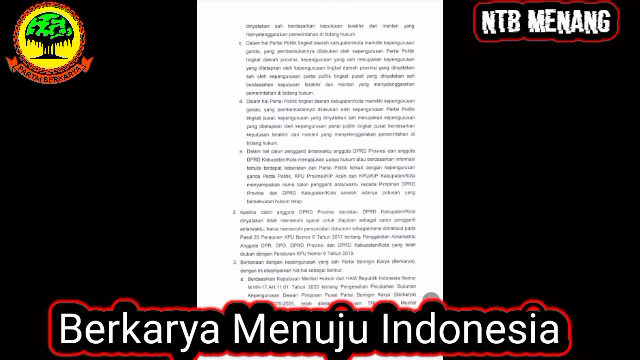 PARTAI BERKARYA
NTB MENANG
dinyatakan sah berdasarkan keputusan terakhir dari menteri yang
menyelenggarakan pemerintahan di bidang hukum.
c. Dalam hal Partai Politik tingkat daerah kabupaten/kota memiliki kepengurusan
ganda, yang pembentukannya dilakukan oleh kepengurusan Partai Politik
tingkat daerah provinsi, kepengurusan yang sah merupakan kepengurusan
yang ditetapkan oleh kepengurusan tingkat daerah provinsi yang dinyatakan
sah oleh kepengurusan partai politik tingkat pusat yang dinyatakan sah
berdasarkan keputusan terakhir dari menteri yang menyelenggarakan
pemerintahan di bidang hukum.
d. Dalam hal Partai Politik tingkat daerah kabupaten/kota memiliki kepengurusan
ganda, yang pembentukannya dilakukan oleh kepengurusan Partai Politik
tingkat pusat, kepengurusan yang sah merupakan kepengurusan yang
ditetapkan oleh kepengurusan partai politik tingkat pusat berdasarkan
keputusan terakhir dari menteri yang menyelenggarakan pemerintahan di
bidang hukum.
e. Dalam hal calon pengganti antarwaktu anggota DPRD Provinsi dan anggota
DPRD Kabupaten/Kota mengajukan upaya hukum atau berdasarkan informasi
tertulis terdapat keberatan dari Partai Politik terkait dengan kepengurusan
ganda Partai Politik, KPU Provinsi/KIP Aceh dan KPU/KIP Kabupaten/Kota
menyampaikan nama calon pengganti antarwaktu kepada Pimpinan DPRD
Provinsi dan DPRD Kabupaten/Kota setelah adanya putusan yang
berkekuatan hukum tetap.
2. Apabila calon anggota DPRD Provinsi dan/atau DPRD Kabupaten/Kota
dinyatakan tidak memenuhi syarat untuk diajukan sebagai calon pengganti
antarwaktu, harus memenuhi persyaratan dokumen sebagaimana dimaksud pada
Pasal 23 Peraturan KPU Nomor 6 Tahun 2017 tentang Penggantian Antarwaktu
Anggota DPR, DPD, DPRD Provinsi dan DPRD Kabupaten/Kota yang telah
diubah dengan Peraturan KPU Nomor 6 Tahun 2019.
3. Berkenaan dengan kepengurusan yang sah Partai Beringin Karya (Berkarya),
dengan ini disampaikan hal-hal sebagai berikut:
a. Berdasarkan Keputusan Menteri Hukum dan HAM Republik Indonesia Nomor
M.HH-17.AH.11.01 Tahun 2020 tentang Pengesahan Perubahan Susunan
Kepengurusan Dewan Pimpinan Pusat Partai Beringin Karya (Berkarya)
2020-2025, telah
Berkarya Menuju Indonesia